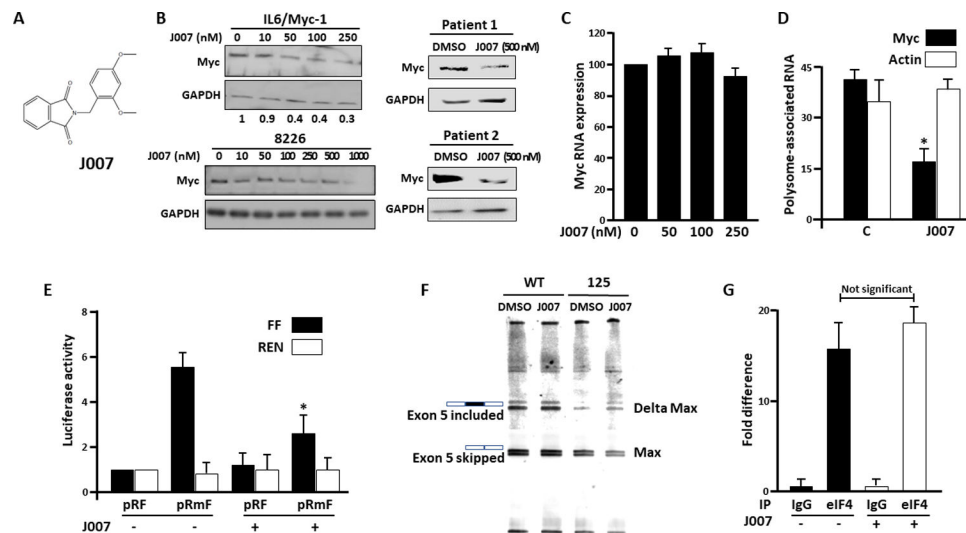 A
O
O
N
O
O
J007
B
IL6/Myc-1
J007 (nM) 0 10 50 100 250
Myc
GAPDH
1 0.9 0.4 0.4 0.3
8226
J007 (nM) 0 10 50 100 250 500 1000
Myc
GAPDH
Patient 1
DMSO J007 (500 nM)
Myc
GAPDH
Patient 2
DMSO J007 (500 nM)
Myc
GAPDH
C
Myc RNA expression
120
100
80
60
40
20
0
J007 (nM) 0 50 100 250
D
Myc
Actin
Polysome-associated RNA
45
30
15
0
*
C J007
E
FF
REN
Luciferase activity
8
6
4
2
0
*
pRF pRmF pRF pRmF
J007 - - + +
F
WT 125
DMSO J007 DMSO J007
Exon 5 included
Delta Max
Exon 5 skipped
Max
G
Not significant
Fold difference
20
10
0
IP IgG eIF4 IgG eIF4
J007 - - + +